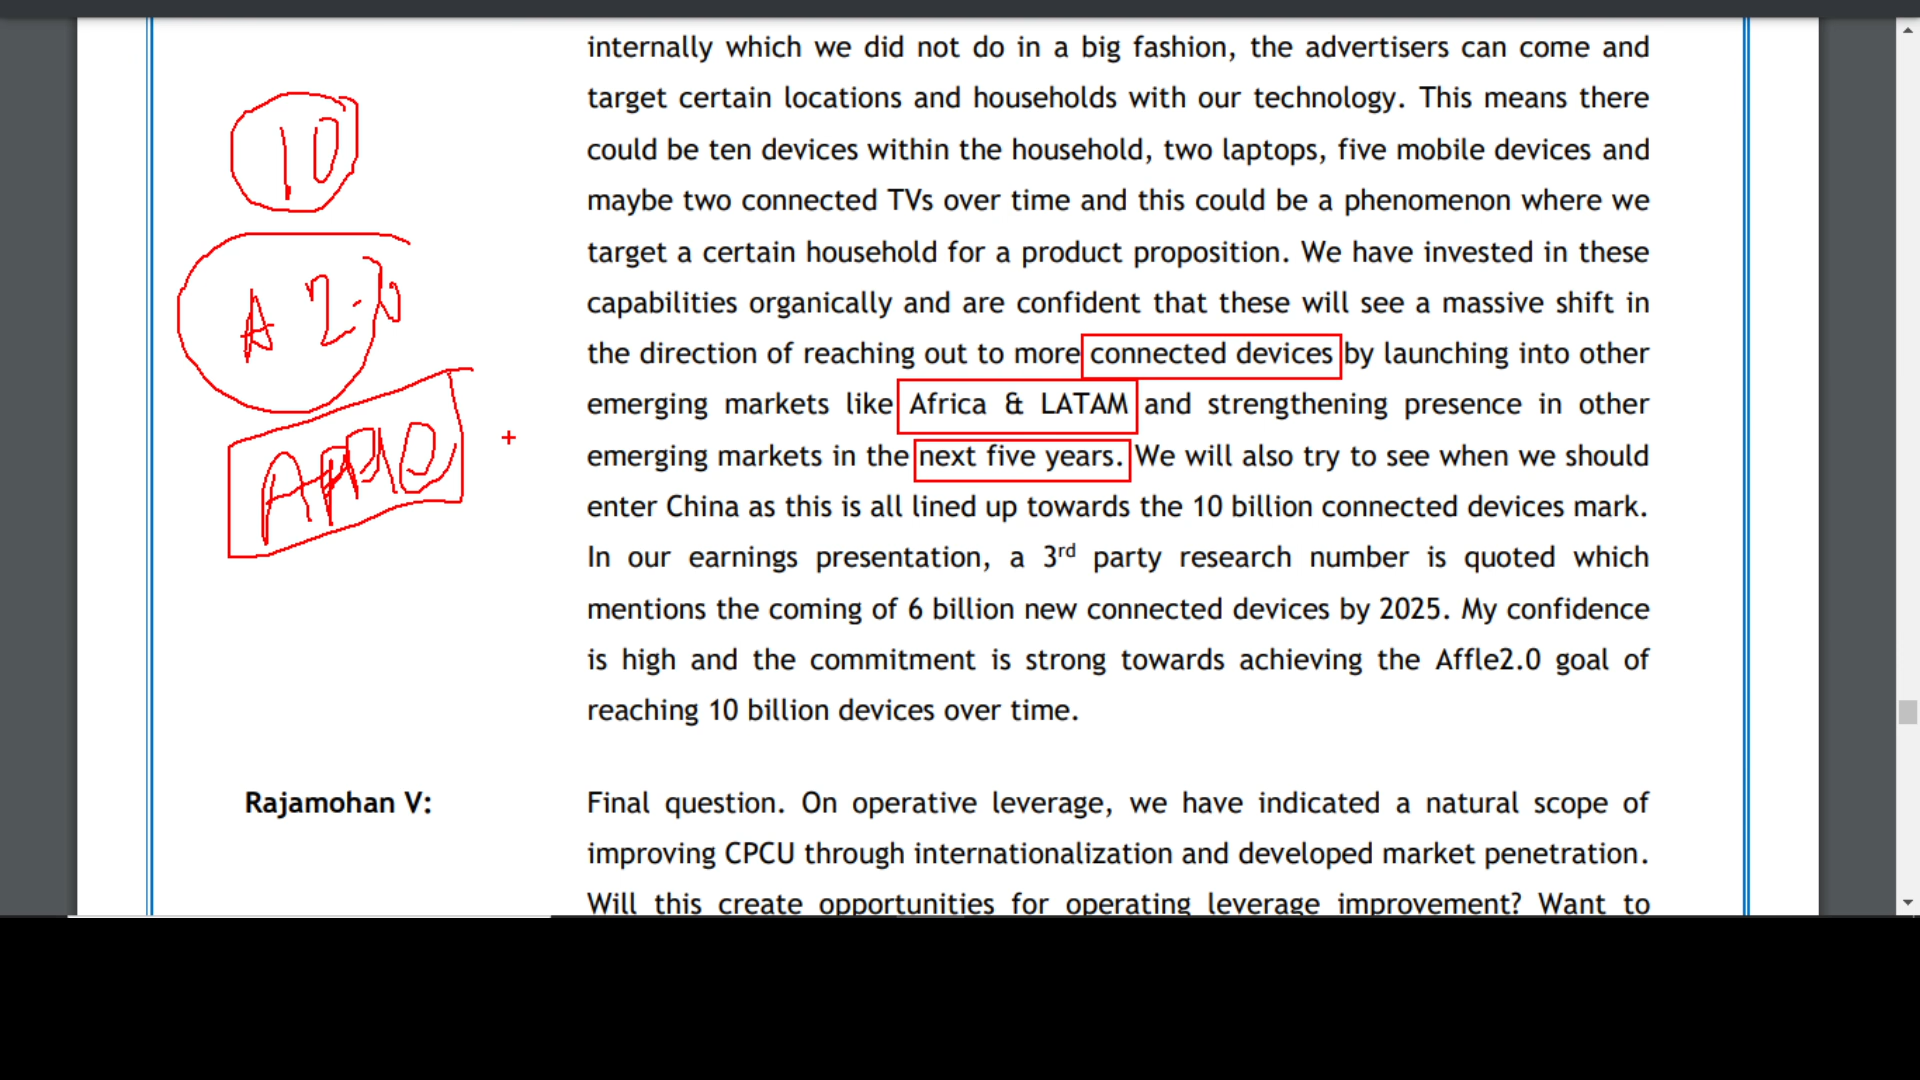 internally which we did not do in a big fashion, the advertisers can come and
target certain locations and households with our technology. This means there
could be ten devices within the household, two laptops, five mobile devices and
maybe two connected TVs over time and this could be a phenomenon where we
target a certain household for a product proposition. We have invested in these
capabilities organically and are confident that these will see a massive shift in
the direction of reaching out to more connected devices by launching into other
emerging markets like Africa & LATAM and strengthening presence in other
emerging markets in the next five years. We will also try to see when we should
enter China as this is all lined up towards the 10 billion connected devices mark.
In our earnings presentation, a 3rd party research number is quoted which
mentions the coming of 6 billion new connected devices by 2025. My confidence
is high and the commitment is strong towards achieving the Affle2.0 goal of
reaching 10 billion devices over time.
Rajamohan V: Final question. On operative leverage, we have indicated a natural scope of
improving CPCU through internationalization and developed market penetration.
Will this create opportunities for operating leverage improvement? Want to
10
A 2.0